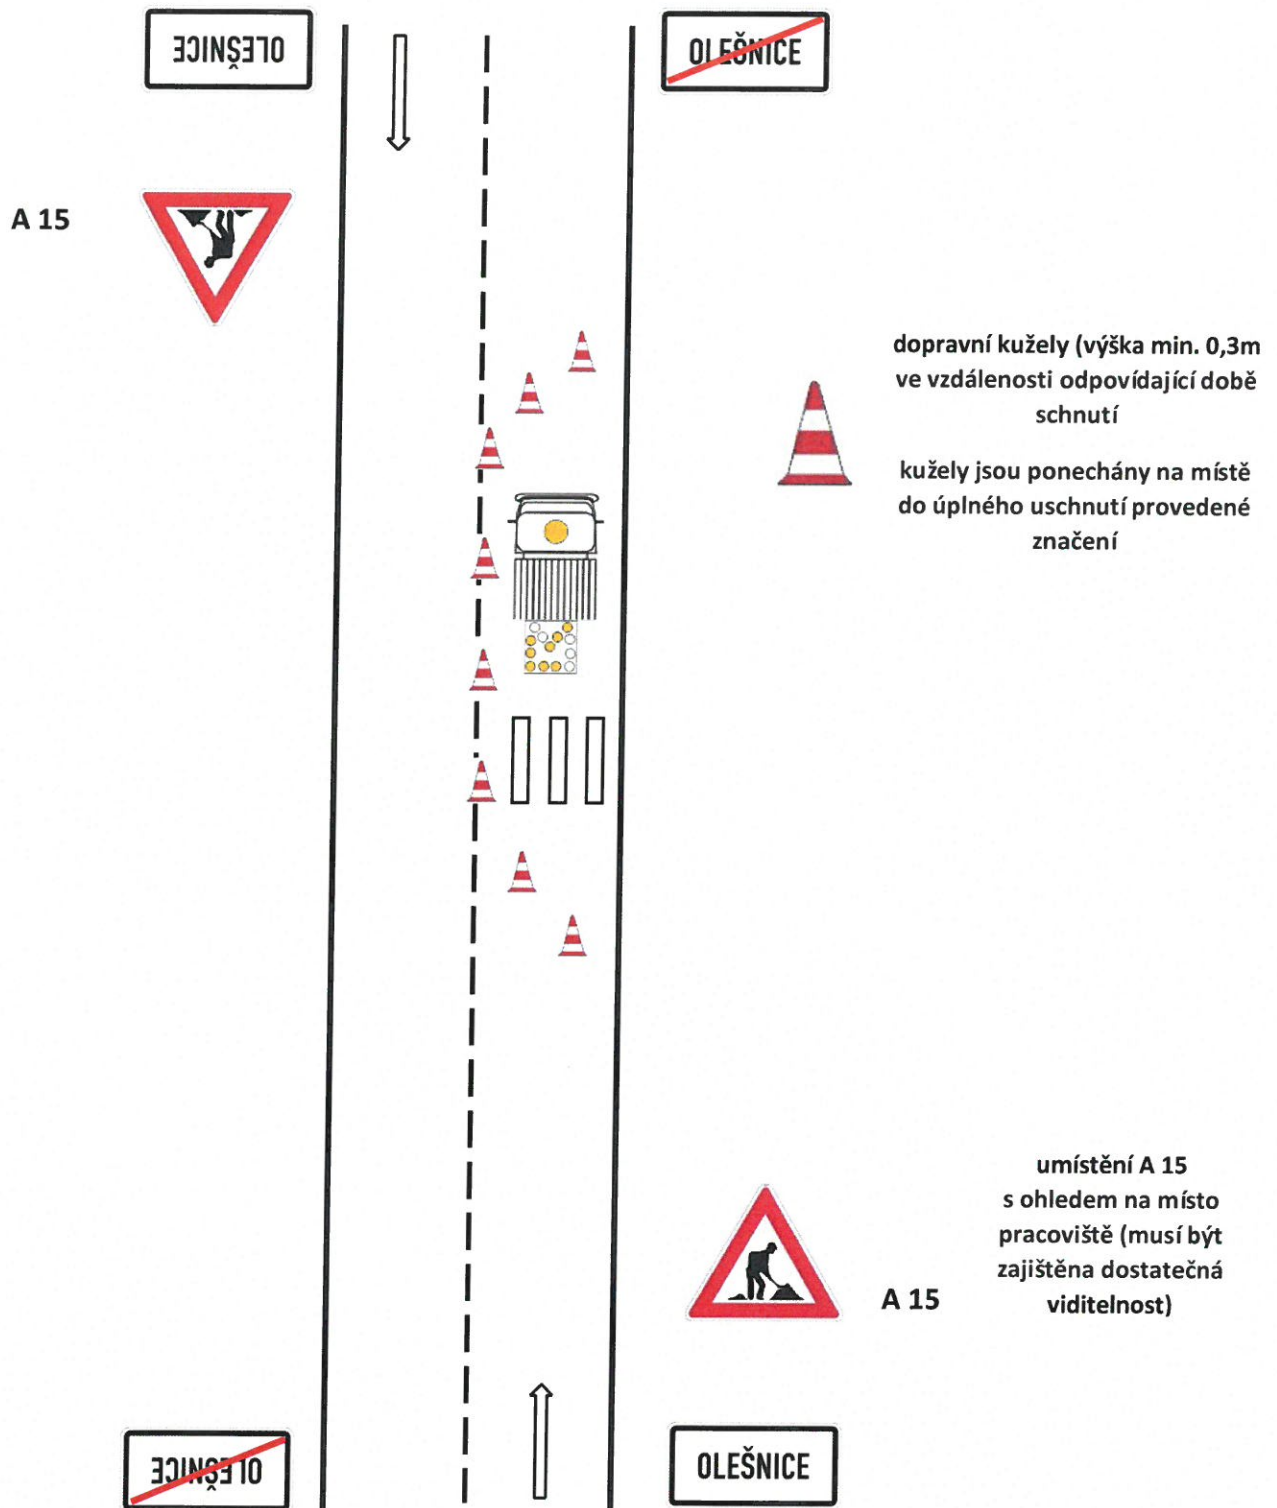 OLEŠNICE
OLEŠNICE
A 15
dopravní kužely (výška min. 0,3m
ve vzdálenosti odpovídající době
schnutí
kužely jsou ponechány na místě
do úplného uschnutí provedené
značení
umístění A 15
s ohledem na místo
pracoviště (musí být
zajištěna dostatečná
viditelnost)
A 15
OLEŠNICE
OLEŠNICE